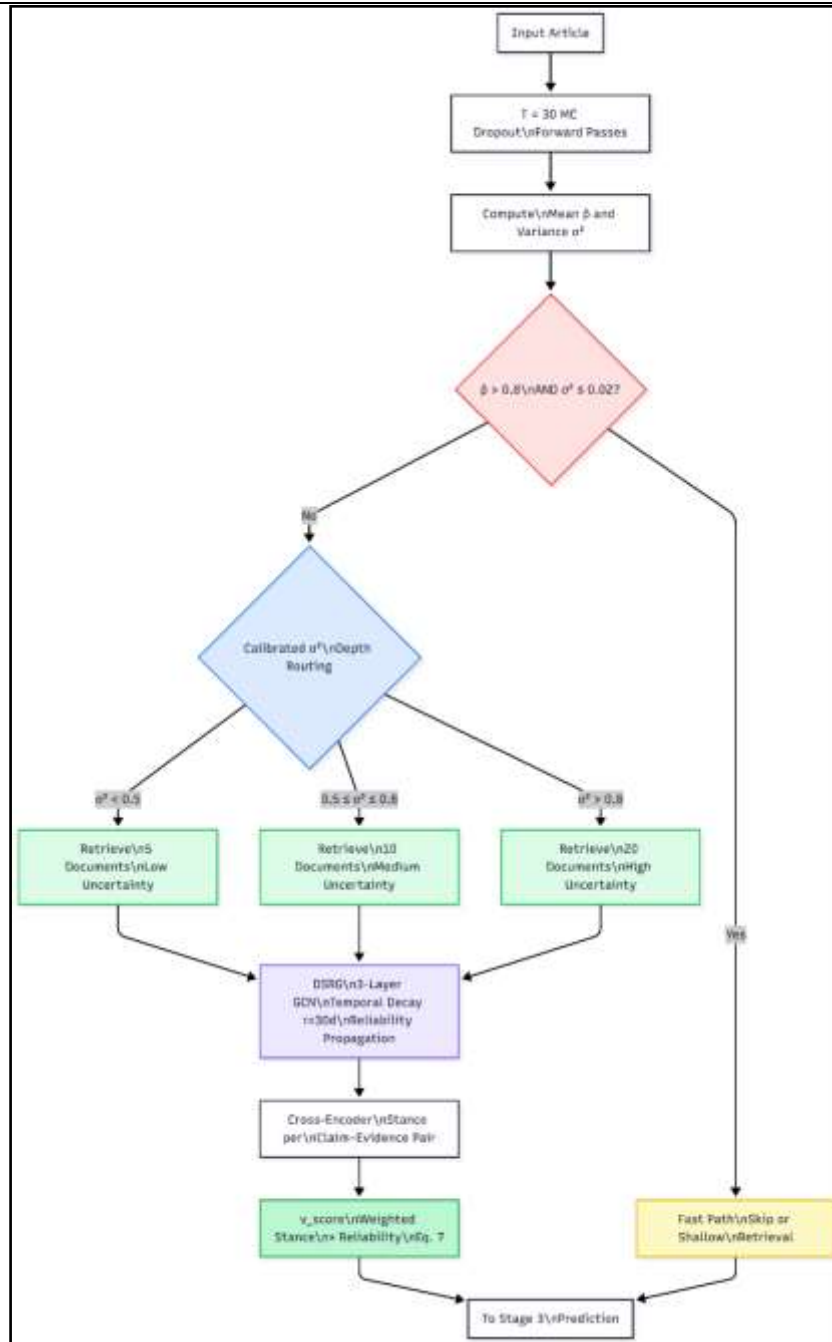 Input Article
T = 30 MC
Dropout\nForward Passes
Compute\nMean p̂ and
Variance σ²
p̂ > 0.8\nAND σ² ≤ 0.02?
No
Calibrated σ²\nDepth
Routing
σ² < 0.5
0.5 ≤ σ² ≤ 0.8
σ² > 0.8
Retrieve\n5
Documents\nLow
Uncertainty
Retrieve\n10
Documents\nMedium
Uncertainty
Retrieve\n20
Documents\nHigh
Uncertainty
Yes
DSRG\n3-Layer
GCN\nTemporal Decay
τ=30d\nReliability
Propagation
Cross-Encoder\nStance
per\nClaim-Evidence Pair
v_score\nWeighted
Stance\n× Reliability\nEq. 7
Fast Path\nSkip or
Shallow\nRetrieval
To Stage 3\nPrediction